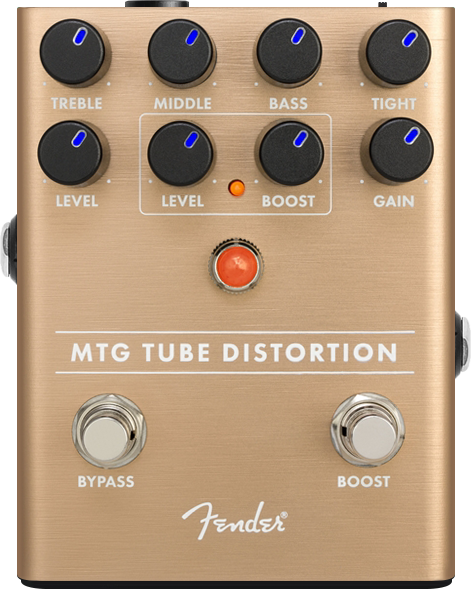 TREBLE MIDDLE BASS TIGHT
LEVEL LEVEL BOOST GAIN
MTG TUBE DISTORTION
BYPASS BOOST
Fender®